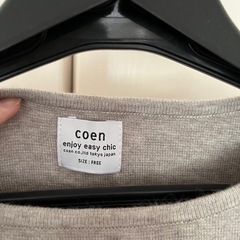 coen
enjoy easy chic
coen co.,ltd tokyo japan
SIZE : FREE